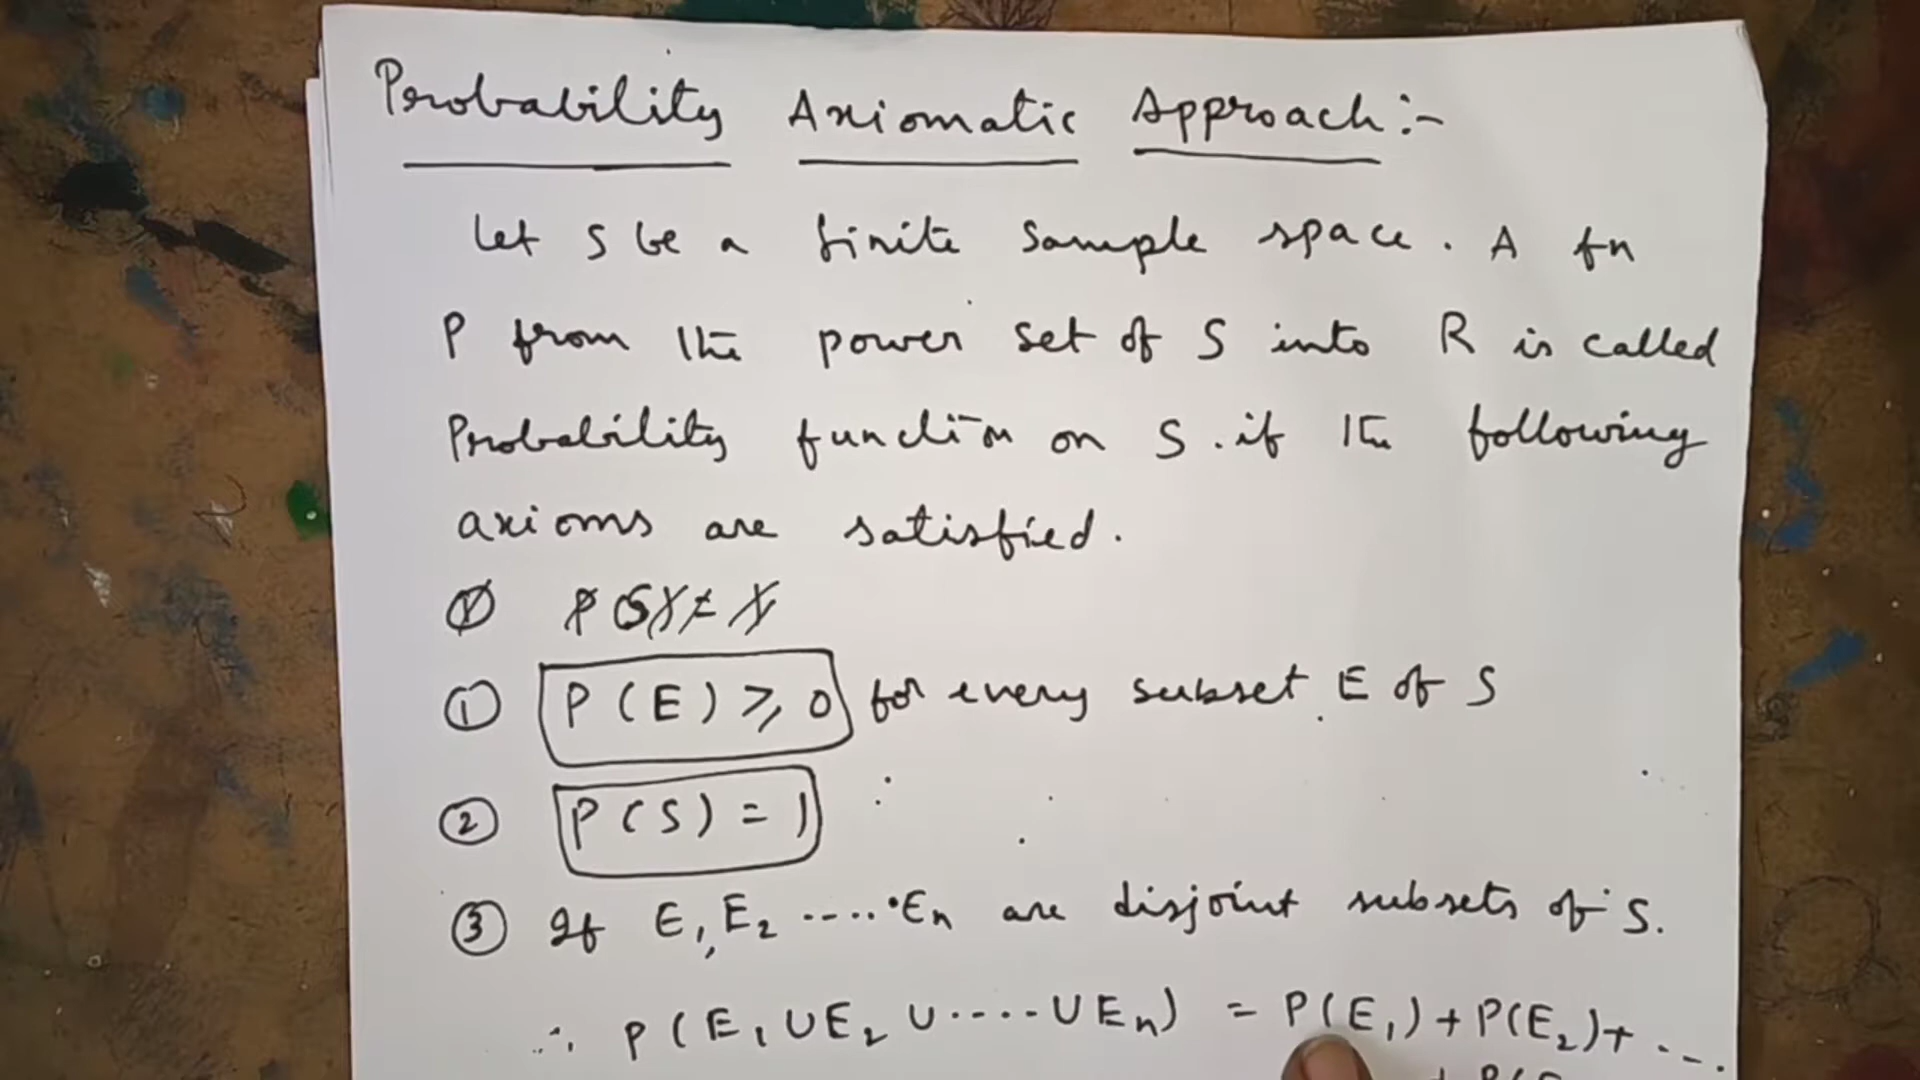 Probability Axiomatic Approach :-
Let S be a finite sample space. A fn
P from the power set of S into R is called
Probability function on S. if the following
axioms are satisfied.
① P(E) ⩾ 0 for every subset E of S
② P(S) = 1
③ If E₁, E₂ ..... Eₙ are disjoint subsets of S.
∴ P(E₁ ∪ E₂ ∪ ..... ∪ Eₙ) = P(E₁) + P(E₂) + ...